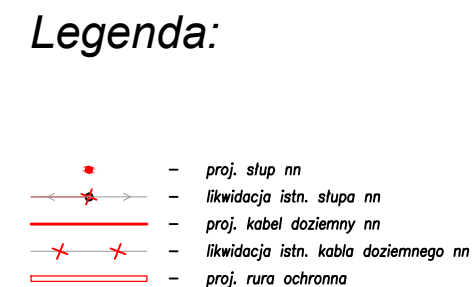 Legenda:
– proj. słup nn
– likwidacja istn. słupa nn
– proj. kabel doziemny nn
– likwidacja istn. kabla doziemnego nn
– proj. rura ochronna